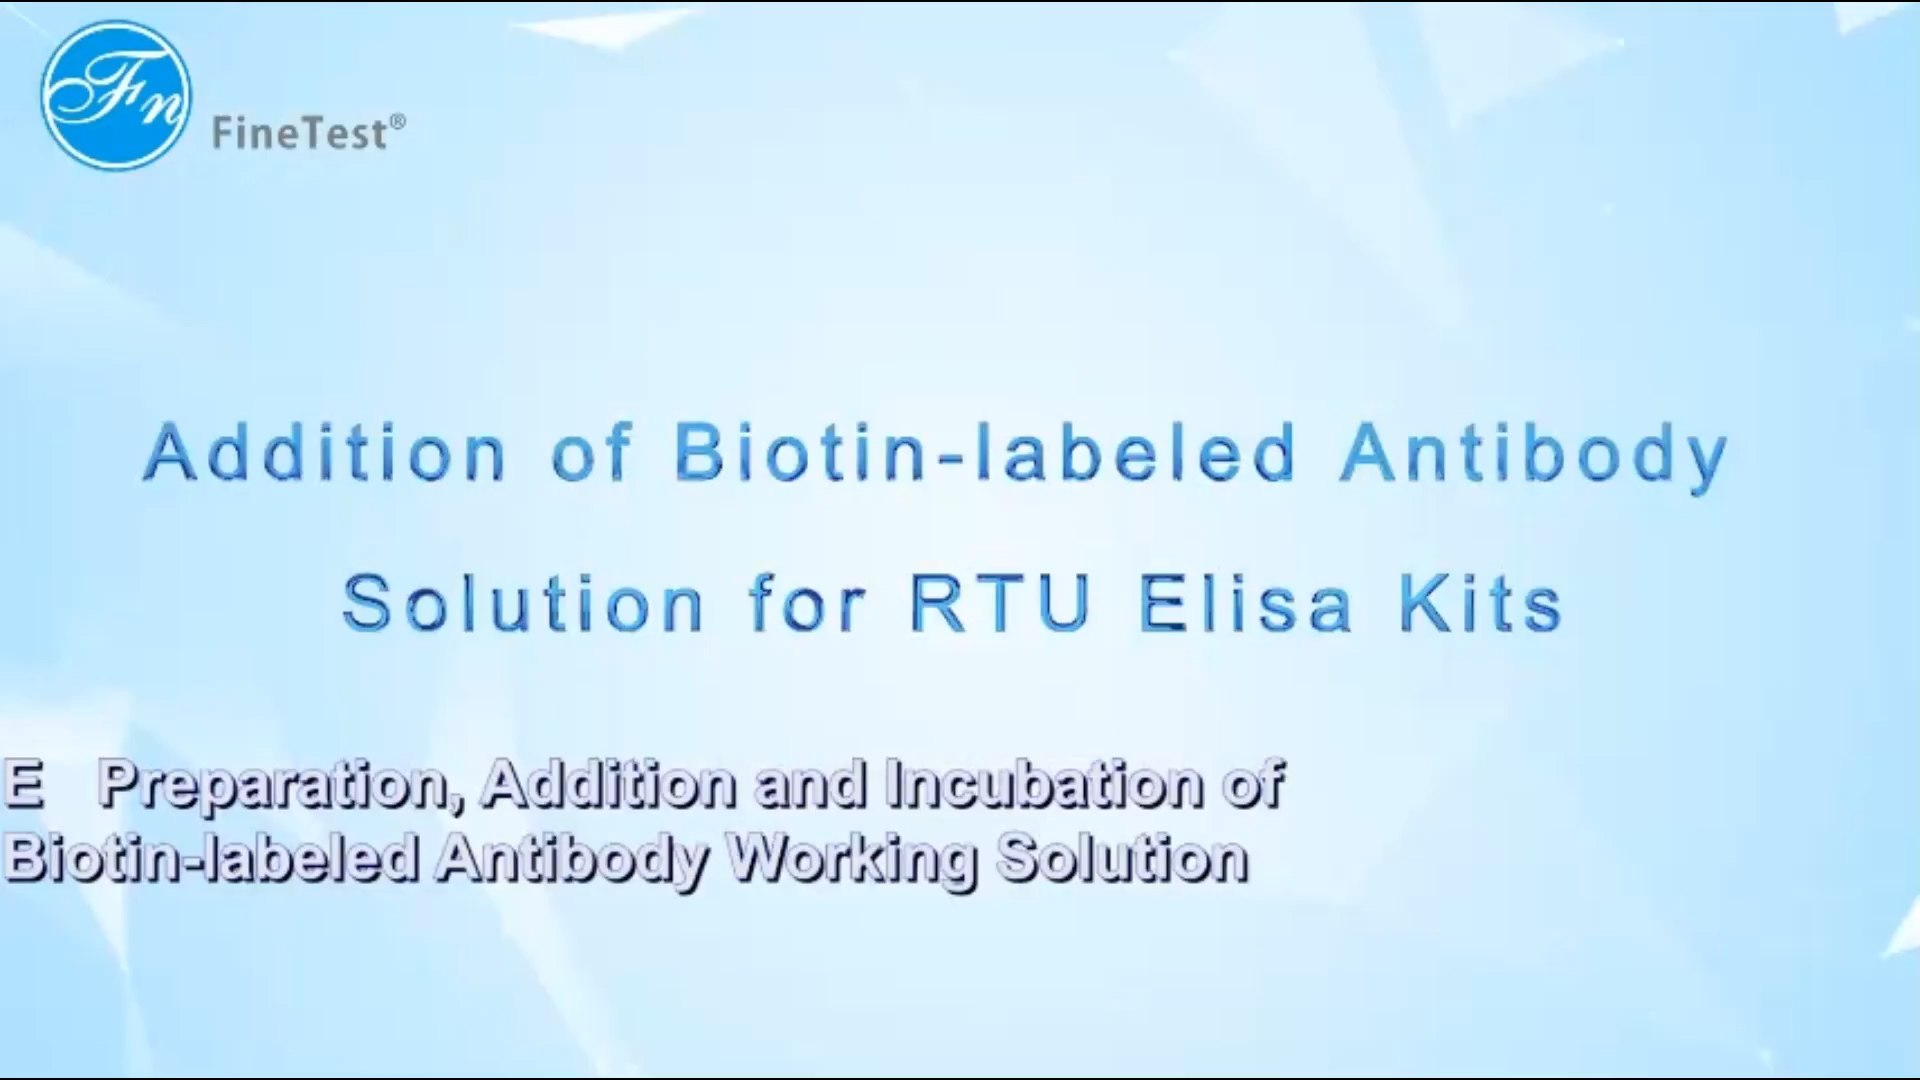 Fn
FineTest®
Addition of Biotin-labeled Antibody
Solution for RTU Elisa Kits
E Preparation, Addition and Incubation of
Biotin-labeled Antibody Working Solution